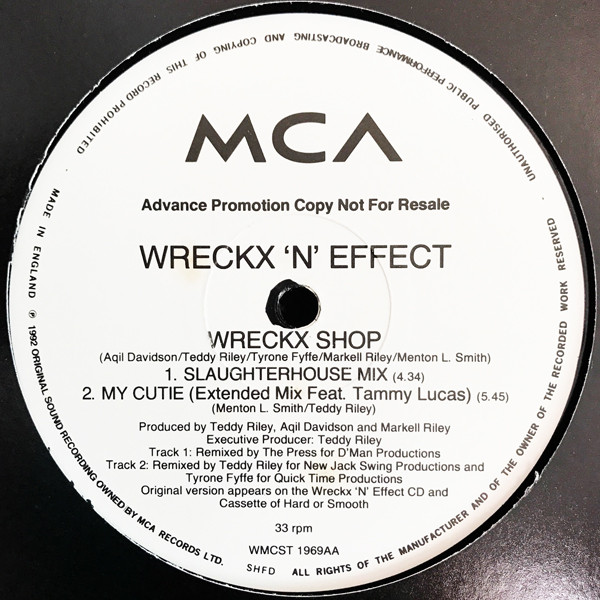 MCA
Advance Promotion Copy Not For Resale
WRECKX 'N' EFFECT
WRECKX SHOP
(Aqil Davidson/Teddy Riley/Tyrone Fyffe/Markell Riley/Menton L. Smith)
1. SLAUGHTERHOUSE MIX (4.34)
2. MY CUTIE (Extended Mix Feat. Tammy Lucas) (5.45)
(Menton L. Smith/Teddy Riley)
Produced by Teddy Riley, Aqil Davidson and Markell Riley
Executive Producer: Teddy Riley
Track 1: Remixed by The Press for D'Man Productions
Track 2: Remixed by Teddy Riley for New Jack Swing Productions and
Tyrone Fyffe for Quick Time Productions
Original version appears on the Wreckx 'N' Effect CD and
Cassette of Hard or Smooth
33 rpm
WMCST 1969AA
SHFD
MADE IN ENGLAND ℗ 1992 ORIGINAL SOUND RECORDING OWNED BY MCA RECORDS LTD.
ALL RIGHTS OF THE MANUFACTURER AND OF THE OWNER OF THE RECORDED WORK RESERVED
UNAUTHORISED PUBLIC PERFORMANCE BROADCASTING AND COPYING OF THIS RECORD PROHIBITED